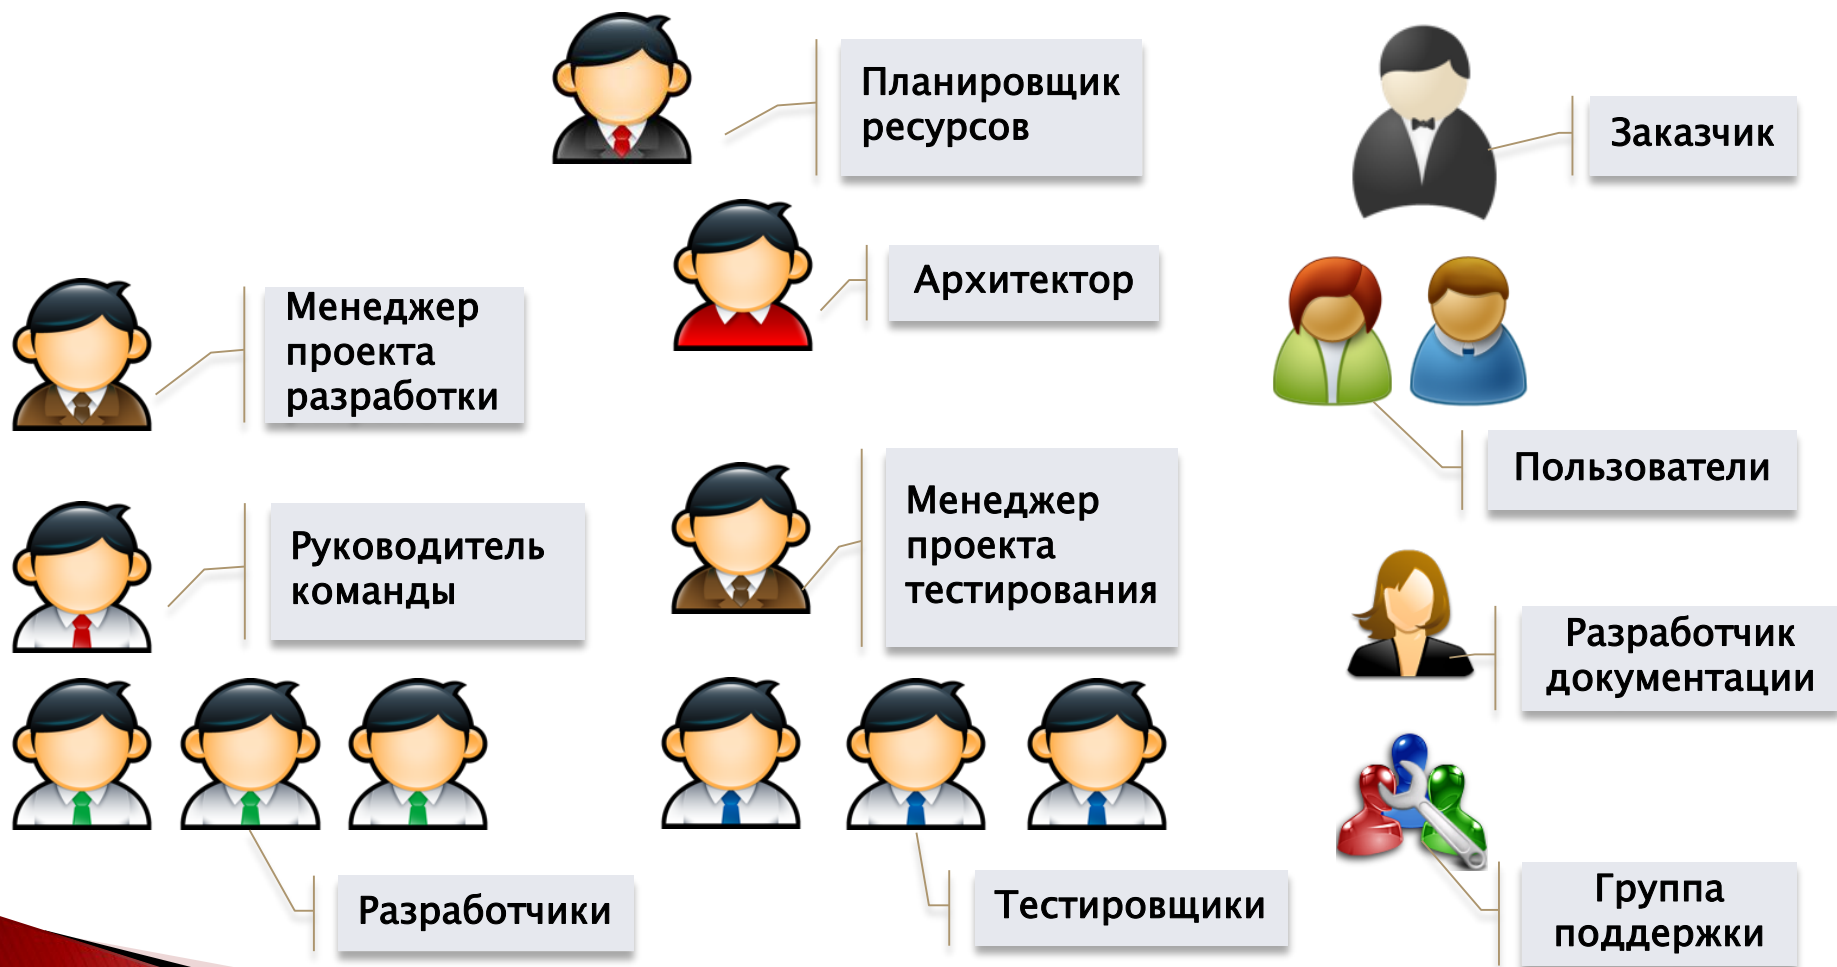 Планировщик
ресурсов
Заказчик
Архитектор
Менеджер
проекта
разработки
Пользователи
Менеджер
проекта
тестирования
Руководитель
команды
Разработчик
документации
Разработчики
Тестировщики
Группа
поддержки